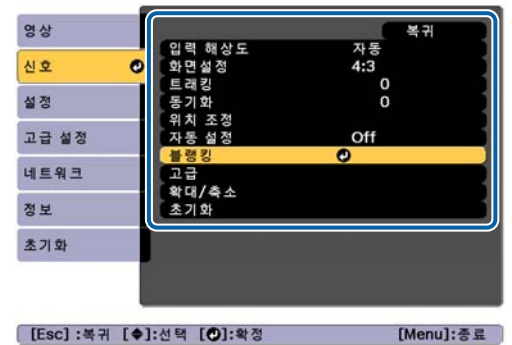 영상
신호
설정
고급 설정
네트워크
정보
초기화
복귀
입력 해상도 자동
화면설정 4:3
트래킹 0
동기화 0
위치 조정
자동 설정 Off
블랭킹
고급
확대/축소
초기화
[Esc] :복귀 [◆]:선택 [↵]:확정 [Menu]:종료